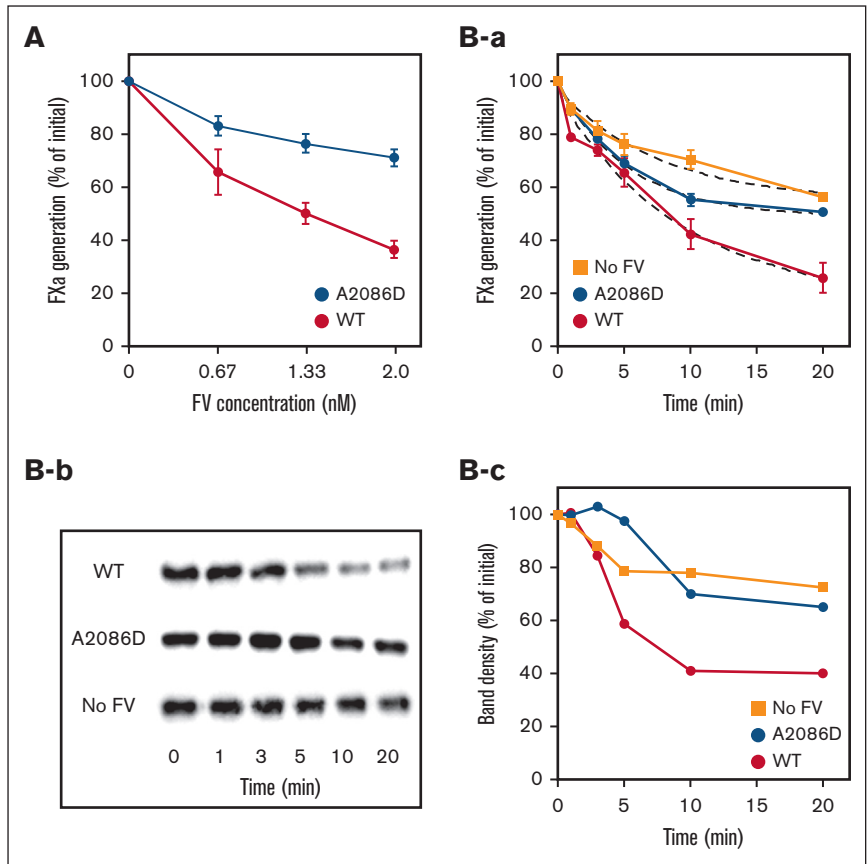 A
FXa generation (% of initial)
100
80
60
40
20
0
0 0.67 1.33 2.0
FV concentration (nM)
A2086D
WT
B-a
FXa generation (% of initial)
100
80
60
40
20
0
0 5 10 15 20
Time (min)
No FV
A2086D
WT
B-b
WT
A2086D
No FV
0 1 3 5 10 20
Time (min)
B-c
Band density (% of initial)
100
80
60
40
20
0
0 5 10 15 20
Time (min)
No FV
A2086D
WT